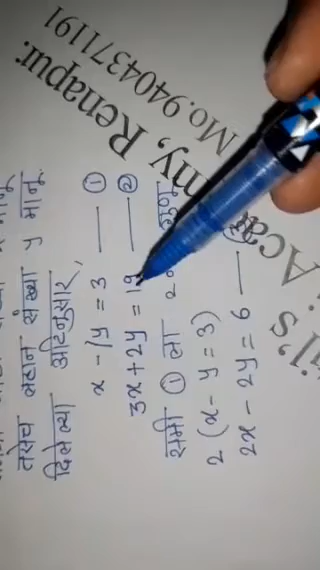 तसेच लहान संख्या y मानू
दिलेल्या अटीनुसार,
x - y = 3 —— ①
3x + 2y = 19 —— ②
समी ① ला 2
2 (x - y = 3)
2x - 2y = 6 ——
my, Renapur.
Mo.9404371191